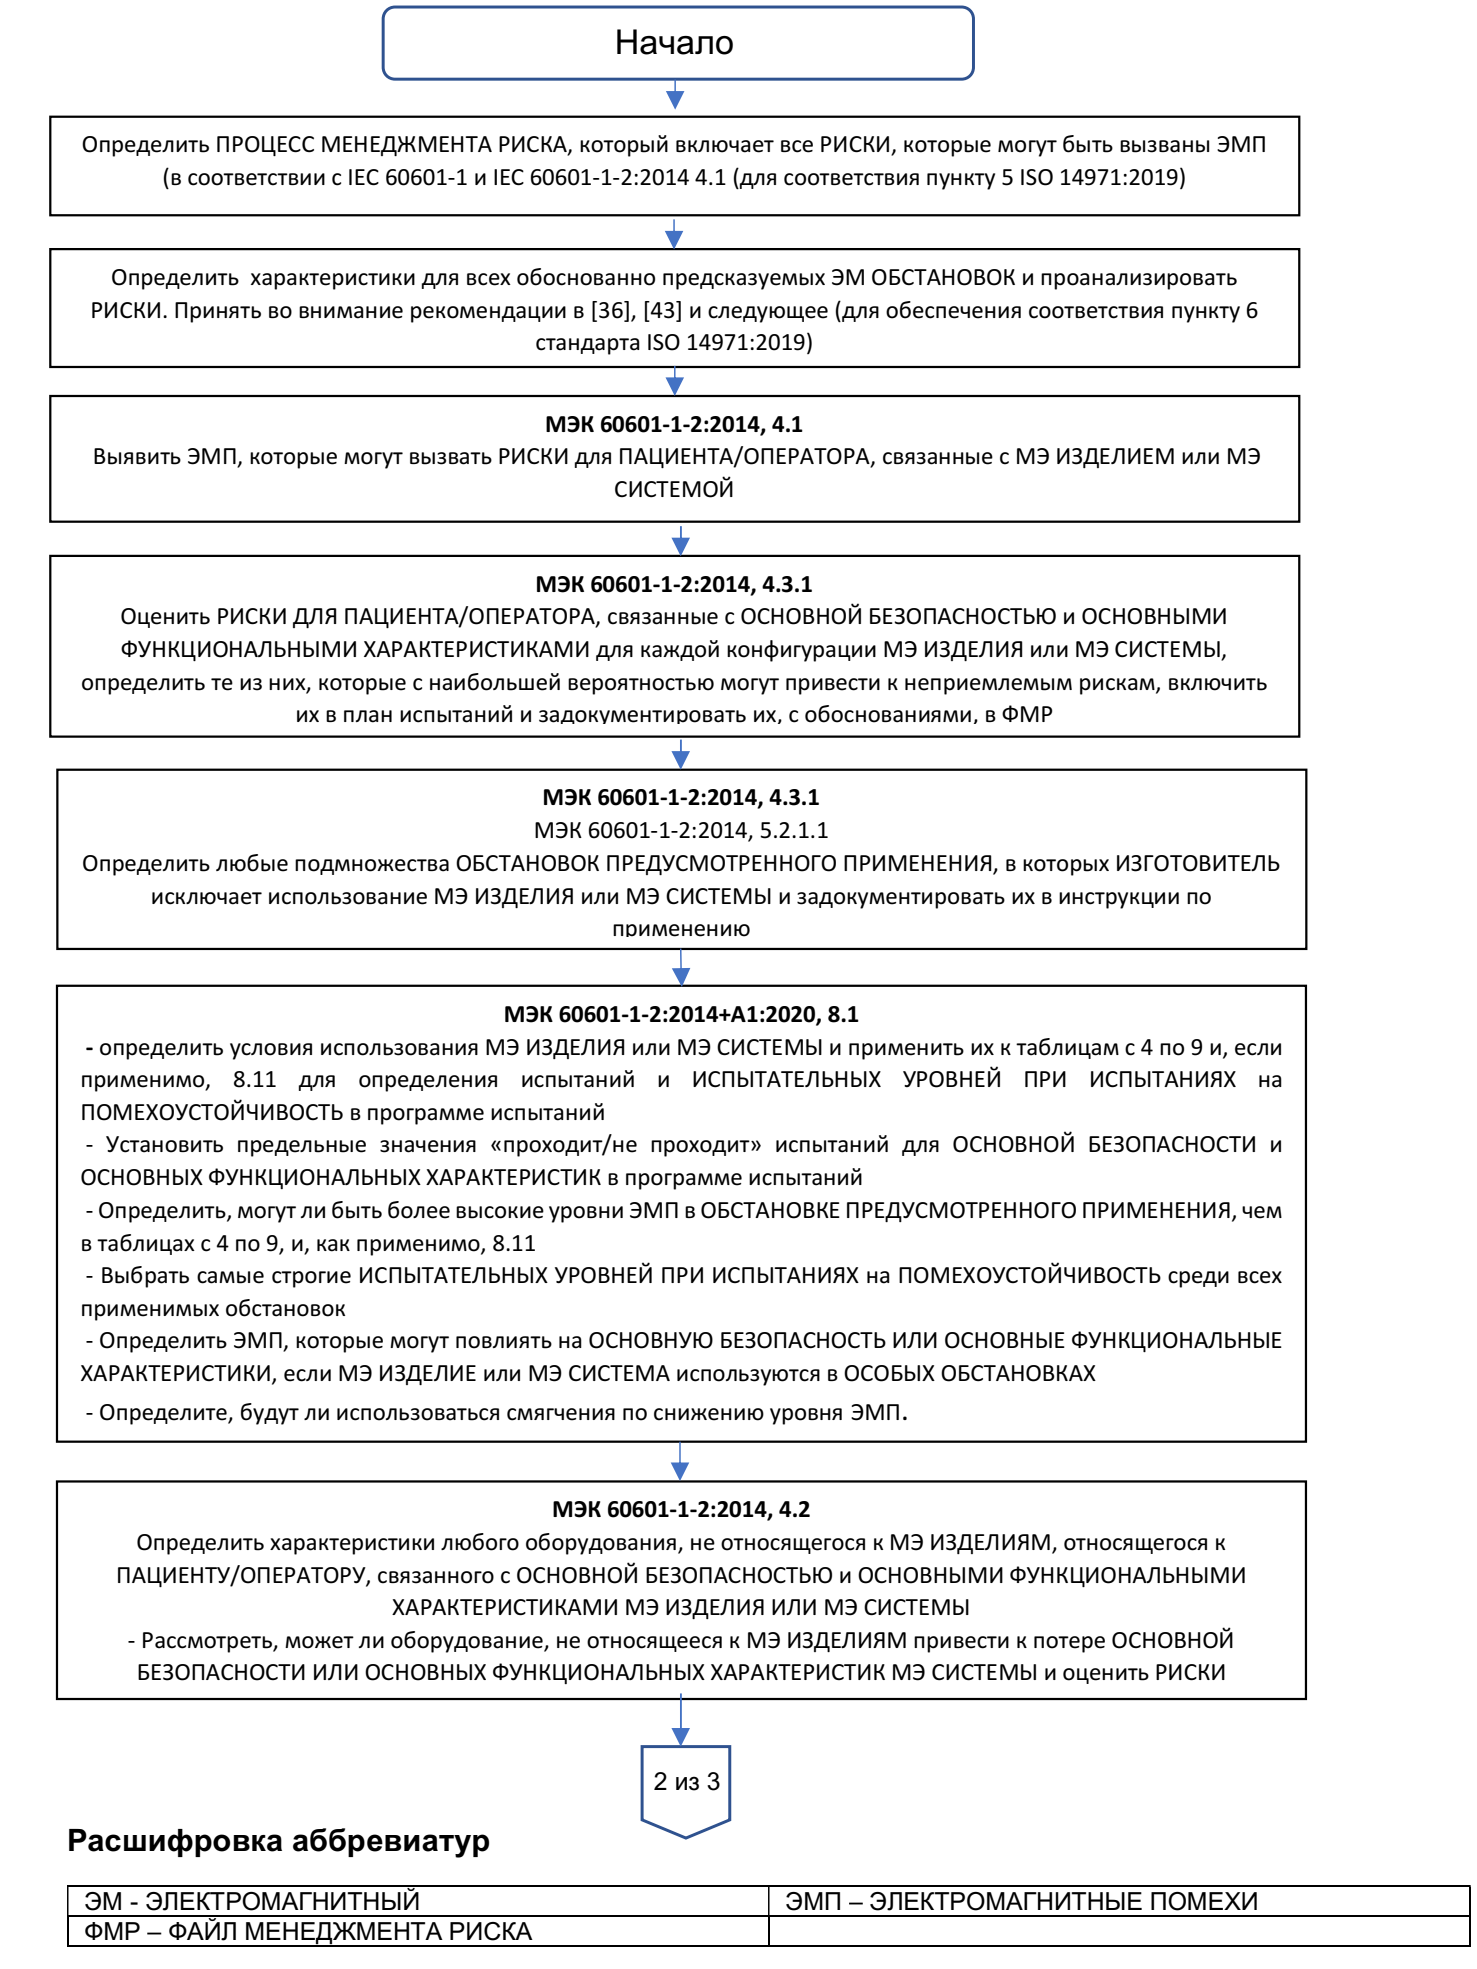 Начало
Определить ПРОЦЕСС МЕНЕДЖМЕНТА РИСКА, который включает все РИСКИ, которые могут быть вызваны ЭМП
(в соответствии с IEC 60601-1 и IEC 60601-1-2:2014 4.1 (для соответствия пункту 5 ISO 14971:2019)
Определить  характеристики для всех обоснованно предсказуемых ЭМ ОБСТАНОВОК и проанализировать
РИСКИ. Принять во внимание рекомендации в [36], [43] и следующее (для обеспечения соответствия пункту 6
стандарта ISO 14971:2019)
МЭК 60601-1-2:2014, 4.1
Выявить ЭМП, которые могут вызвать РИСКИ для ПАЦИЕНТА/ОПЕРАТОРА, связанные с МЭ ИЗДЕЛИЕМ или МЭ
СИСТЕМОЙ
МЭК 60601-1-2:2014, 4.3.1
Оценить РИСКИ ДЛЯ ПАЦИЕНТА/ОПЕРАТОРА, связанные с ОСНОВНОЙ БЕЗОПАСНОСТЬЮ и ОСНОВНЫМИ
ФУНКЦИОНАЛЬНЫМИ ХАРАКТЕРИСТИКАМИ для каждой конфигурации МЭ ИЗДЕЛИЯ или МЭ СИСТЕМЫ,
определить те из них, которые с наибольшей вероятностью могут привести к неприемлемым рискам, включить
их в план испытаний и задокументировать их, с обоснованиями, в ФМР
МЭК 60601-1-2:2014, 4.3.1
МЭК 60601-1-2:2014, 5.2.1.1
Определить любые подмножества ОБСТАНОВОК ПРЕДУСМОТРЕННОГО ПРИМЕНЕНИЯ, в которых ИЗГОТОВИТЕЛЬ
исключает использование МЭ ИЗДЕЛИЯ или МЭ СИСТЕМЫ и задокументировать их в инструкции по
применению
МЭК 60601-1-2:2014+А1:2020, 8.1
- определить условия использования МЭ ИЗДЕЛИЯ или МЭ СИСТЕМЫ и применить их к таблицам с 4 по 9 и, если
применимо, 8.11 для определения испытаний и ИСПЫТАТЕЛЬНЫХ УРОВНЕЙ ПРИ ИСПЫТАНИЯХ на
ПОМЕХОУСТОЙЧИВОСТЬ в программе испытаний
- Установить предельные значения «проходит/не проходит» испытаний для ОСНОВНОЙ БЕЗОПАСНОСТИ и
ОСНОВНЫХ ФУНКЦИОНАЛЬНЫХ ХАРАКТЕРИСТИК в программе испытаний
- Определить, могут ли быть более высокие уровни ЭМП в ОБСТАНОВКЕ ПРЕДУСМОТРЕННОГО ПРИМЕНЕНИЯ, чем
в таблицах с 4 по 9, и, как применимо, 8.11
- Выбрать самые строгие ИСПЫТАТЕЛЬНЫХ УРОВНЕЙ ПРИ ИСПЫТАНИЯХ на ПОМЕХОУСТОЙЧИВОСТЬ среди всех
применимых обстановок
- Определить ЭМП, которые могут повлиять на ОСНОВНУЮ БЕЗОПАСНОСТЬ ИЛИ ОСНОВНЫЕ ФУНКЦИОНАЛЬНЫЕ
ХАРАКТЕРИСТИКИ, если МЭ ИЗДЕЛИЕ или МЭ СИСТЕМА используются в ОСОБЫХ ОБСТАНОВКАХ
- Определите, будут ли использоваться смягчения по снижению уровня ЭМП.
МЭК 60601-1-2:2014, 4.2
Определить характеристики любого оборудования, не относящегося к МЭ ИЗДЕЛИЯМ, относящегося к
ПАЦИЕНТУ/ОПЕРАТОРУ, связанного с ОСНОВНОЙ БЕЗОПАСНОСТЬЮ и ОСНОВНЫМИ ФУНКЦИОНАЛЬНЫМИ
ХАРАКТЕРИСТИКАМИ МЭ ИЗДЕЛИЯ ИЛИ МЭ СИСТЕМЫ
- Рассмотреть, может ли оборудование, не относящееся к МЭ ИЗДЕЛИЯМ привести к потере ОСНОВНОЙ
БЕЗОПАСНОСТИ ИЛИ ОСНОВНЫХ ФУНКЦИОНАЛЬНЫХ ХАРАКТЕРИСТИК МЭ СИСТЕМЫ и оценить РИСКИ
2 из 3
Расшифровка аббревиатур
ЭМ - ЭЛЕКТРОМАГНИТНЫЙ
ЭМП – ЭЛЕКТРОМАГНИТНЫЕ ПОМЕХИ
ФМР – ФАЙЛ МЕНЕДЖМЕНТА РИСКА